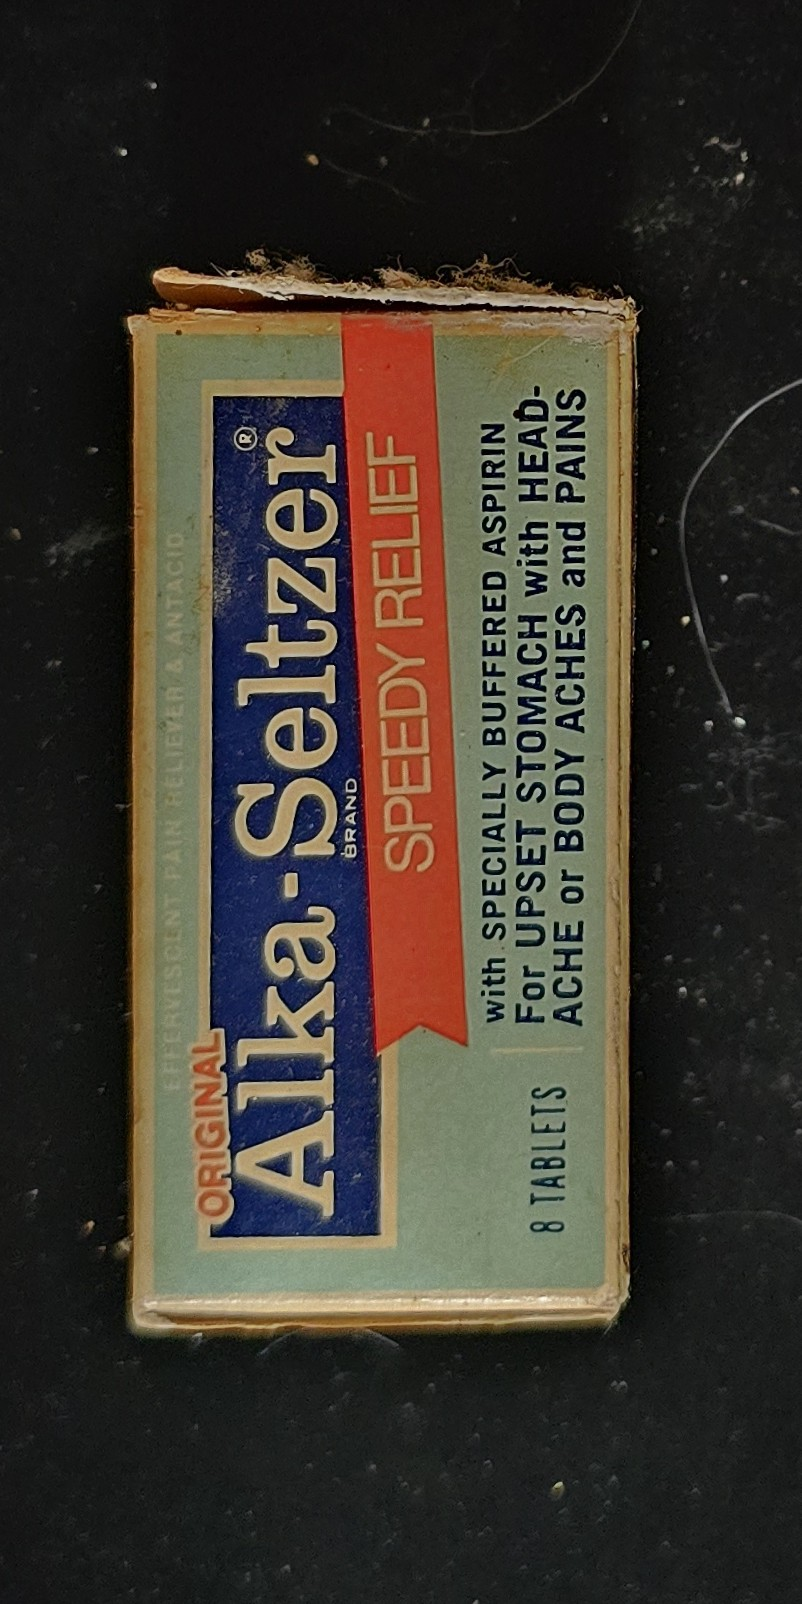 EFFERVESCENT PAIN RELIEVER & ANTACID
ORIGINAL
Alka-Seltzer®
BRAND
SPEEDY RELIEF
with SPECIALLY BUFFERED ASPIRIN
For UPSET STOMACH with HEAD-
ACHE or BODY ACHES and PAINS
8 TABLETS